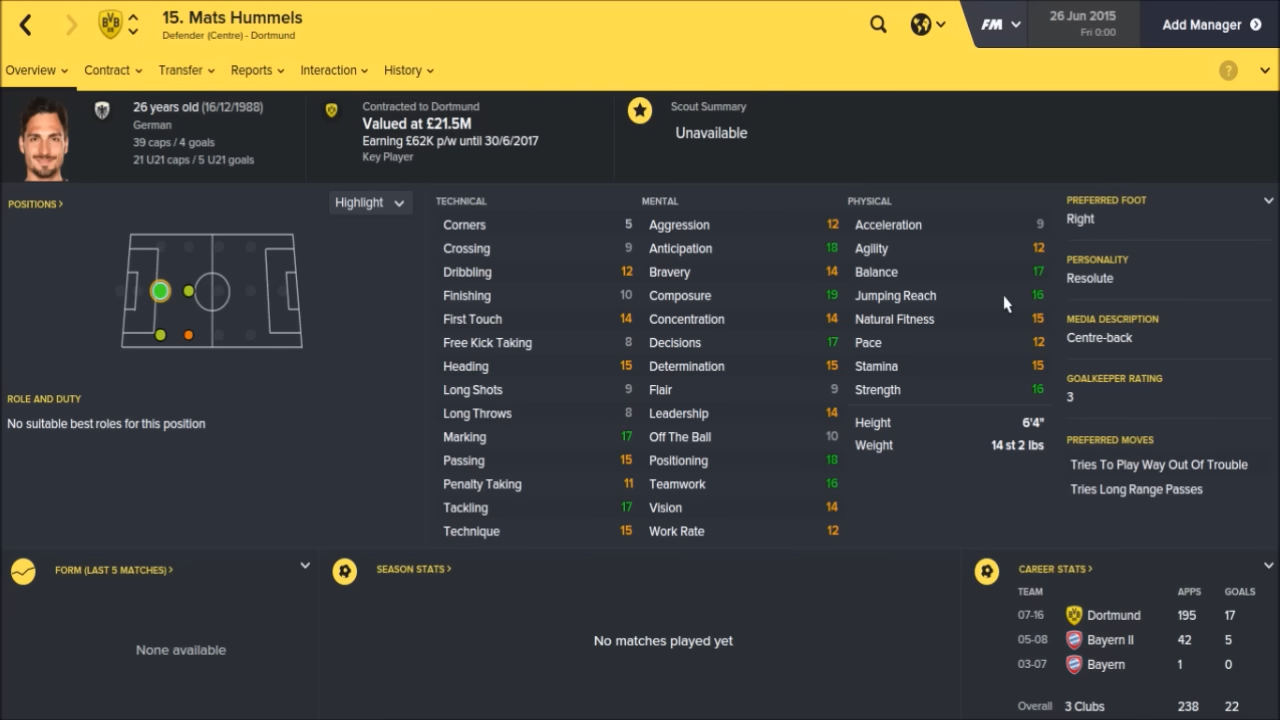 15. Mats Hummels
Defender (Centre) - Dortmund
FM
26 Jun 2015
Fri 0:00
Add Manager
Overview
Contract
Transfer
Reports
Interaction
History
?
26 years old (16/12/1988)
German
39 caps / 4 goals
21 U21 caps / 5 U21 goals
Contracted to Dortmund
Valued at £21.5M
Earning £62K p/w until 30/6/2017
Key Player
Scout Summary
Unavailable
POSITIONS >
Highlight
ROLE AND DUTY
No suitable best roles for this position
TECHNICAL
Corners 5
Crossing 9
Dribbling 12
Finishing 10
First Touch 14
Free Kick Taking 8
Heading 15
Long Shots 9
Long Throws 8
Marking 17
Passing 15
Penalty Taking 11
Tackling 17
Technique 15
MENTAL
Aggression 12
Anticipation 18
Bravery 14
Composure 19
Concentration 14
Decisions 17
Determination 15
Flair 9
Leadership 14
Off The Ball 10
Positioning 18
Teamwork 16
Vision 14
Work Rate 12
PHYSICAL
Acceleration 9
Agility 12
Balance 17
Jumping Reach 16
Natural Fitness 15
Pace 12
Stamina 15
Strength 16
Height 6'4"
Weight 14 st 2 lbs
PREFERRED FOOT
Right
PERSONALITY
Resolute
MEDIA DESCRIPTION
Centre-back
GOALKEEPER RATING
3
PREFERRED MOVES
Tries To Play Way Out Of Trouble
Tries Long Range Passes
FORM (LAST 5 MATCHES) >
None available
SEASON STATS >
No matches played yet
CAREER STATS >
TEAM APPS GOALS
07-16 Dortmund 195 17
05-08 Bayern II 42 5
03-07 Bayern 1 0
Overall 3 Clubs 238 22